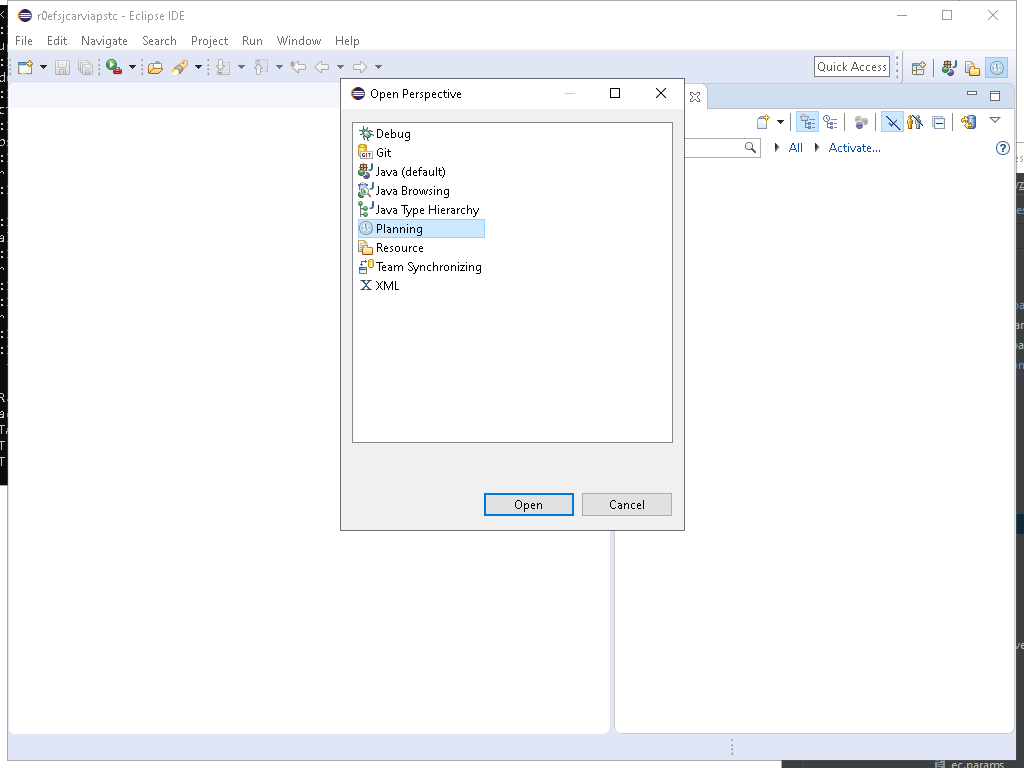 r0efsjcarviapstc - Eclipse IDE
File Edit Navigate Search Project Run Window Help
Quick Access
Open Perspective
Debug
Git
Java (default)
Java Browsing
Java Type Hierarchy
Planning
Resource
Team Synchronizing
XML
All
Activate...
Open
Cancel
ec.params